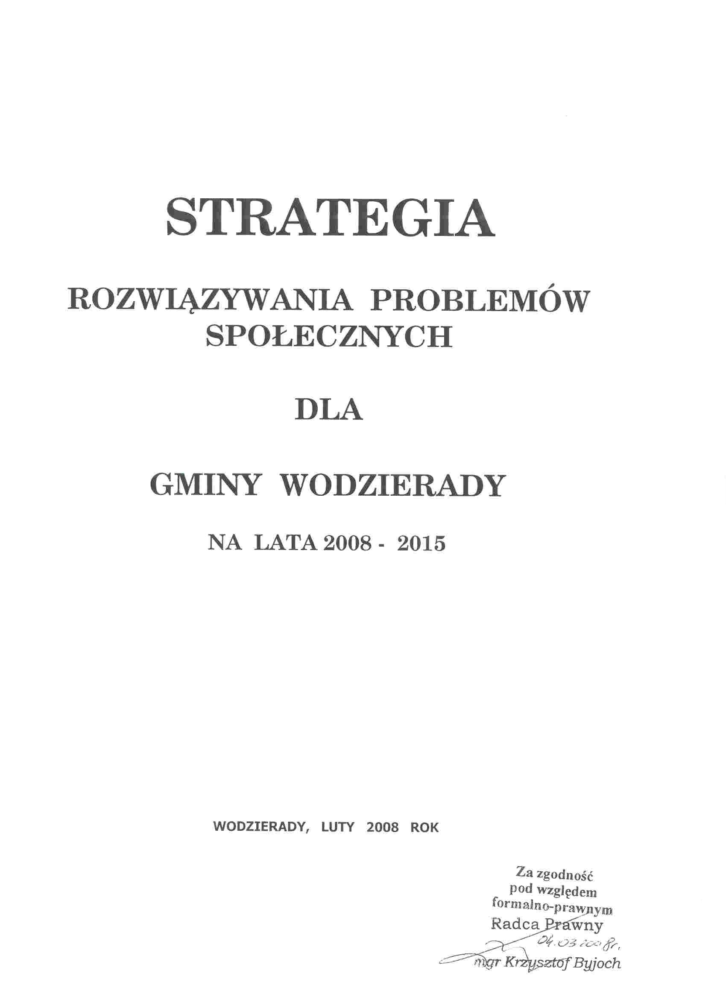 STRATEGIA
ROZWIĄZYWANIA PROBLEMÓW
SPOŁECZNYCH
DLA
GMINY WODZIERADY
NA LATA 2008 - 2015
WODZIERADY, LUTY 2008 ROK
Za zgodność
pod względem
formalno-prawnym
Radca Prawny
04.03.2008r.
mgr Krzysztof Byjoch